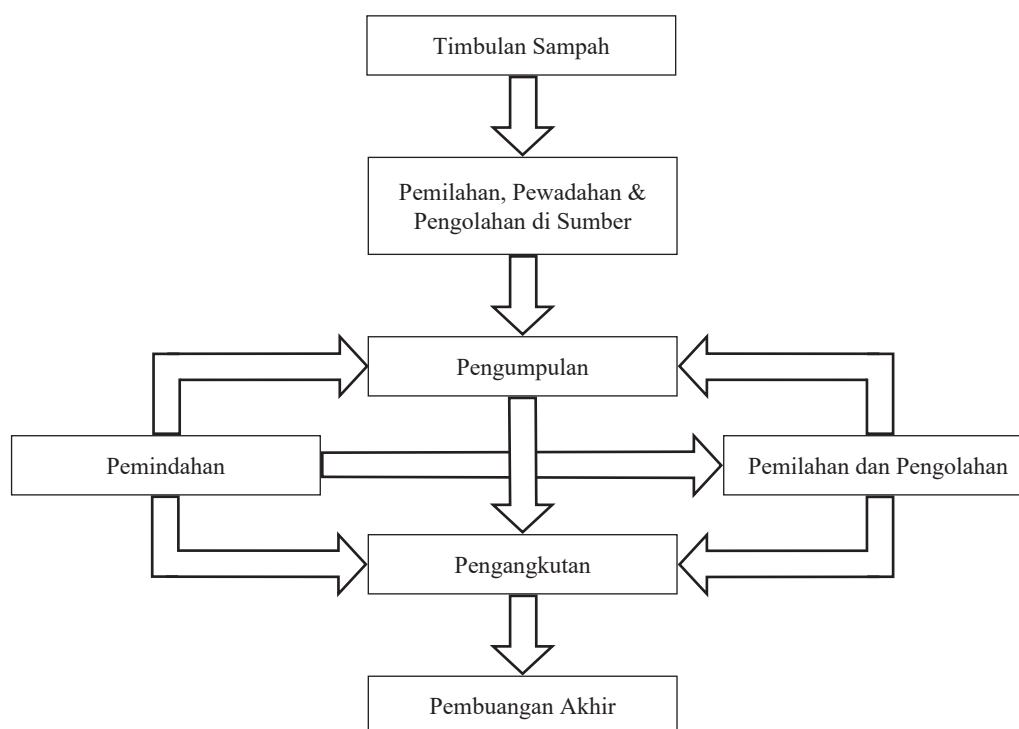 Timbulan Sampah
Pemilahan, Pewadahan &
Pengolahan di Sumber
Pengumpulan
Pemindahan
Pemilahan dan Pengolahan
Pengangkutan
Pembuangan Akhir